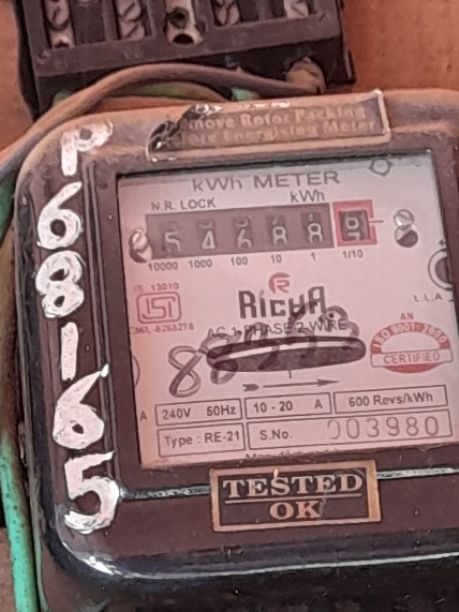 Remove Rotor Packing
Before Energising Meter
P68165
kWh METER
N.R. LOCK kWh
5 4 6 8 8 9
10000 1000 100 10 1 1/10
IS 13010
R
RICHA
L.L.A.
AC 1-PHASE 2-WIRE
AN
ISO 9001:2000
CERTIFIED
A 240V 50Hz 10 - 20 A 600 Revs/kWh
Type : RE-21 S.No. 003980
TESTED
OK